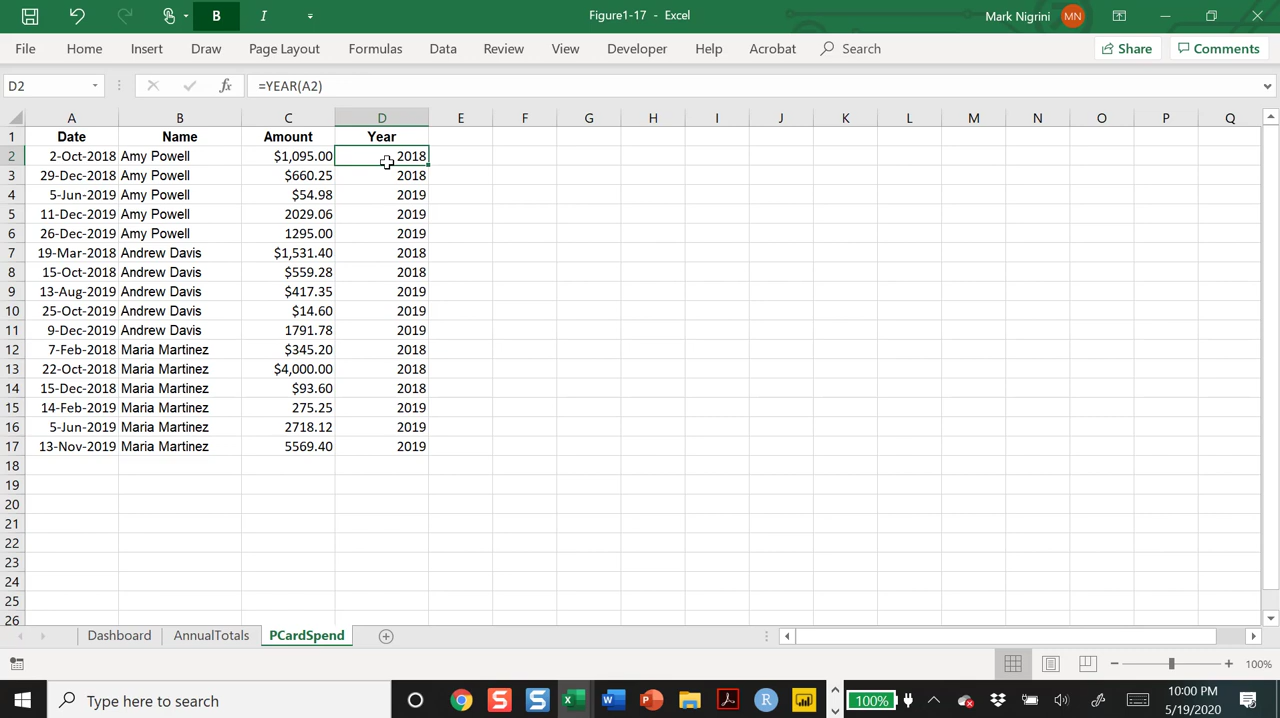 B I Figure1-17 - Excel Mark Nigrini MN
File Home Insert Draw Page Layout Formulas Data Review View Developer Help Acrobat Search Share Comments
D2 fx =YEAR(A2)
A B C D E F G H I J K L M N O P Q
1 Date Name Amount Year
2 2-Oct-2018 Amy Powell $1,095.00 2018
3 29-Dec-2018 Amy Powell $660.25 2018
4 5-Jun-2019 Amy Powell $54.98 2019
5 11-Dec-2019 Amy Powell 2029.06 2019
6 26-Dec-2019 Amy Powell 1295.00 2019
7 19-Mar-2018 Andrew Davis $1,531.40 2018
8 15-Oct-2018 Andrew Davis $559.28 2018
9 13-Aug-2019 Andrew Davis $417.35 2019
10 25-Oct-2019 Andrew Davis $14.60 2019
11 9-Dec-2019 Andrew Davis 1791.78 2019
12 7-Feb-2018 Maria Martinez $345.20 2018
13 22-Oct-2018 Maria Martinez $4,000.00 2018
14 15-Dec-2018 Maria Martinez $93.60 2018
15 14-Feb-2019 Maria Martinez 275.25 2019
16 5-Jun-2019 Maria Martinez 2718.12 2019
17 13-Nov-2019 Maria Martinez 5569.40 2019
18
19
20
21
22
23
24
25
26
Dashboard AnnualTotals PCardSpend
100%
Type here to search 100% 10:00 PM
5/19/2020